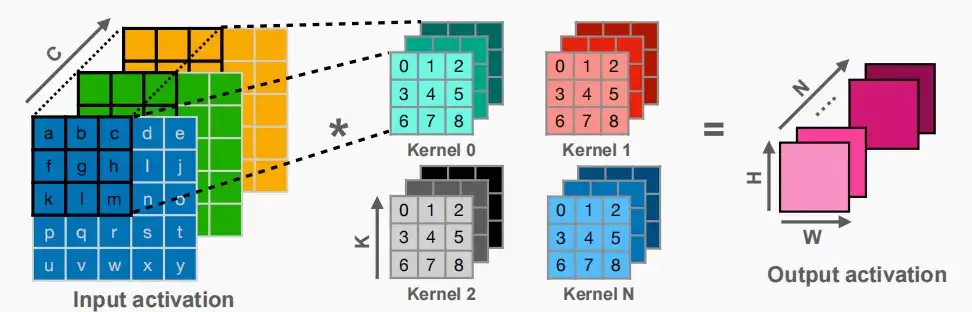 C
a b c d e
f g h I j
k l m n o
p q r s t
u v w x y
Input activation
*
0 1 2
3 4 5
6 7 8
Kernel 0
0 1 2
3 4 5
6 7 8
Kernel 1
K
0 1 2
3 4 5
6 7 8
Kernel 2
0 1 2
3 4 5
6 7 8
Kernel N
=
N
....
H
W
Output activation